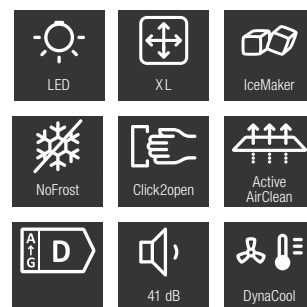 LED
XL
IceMaker
NoFrost
Click2open
Active
AirClean
A
G
D
41 dB
DynaCool